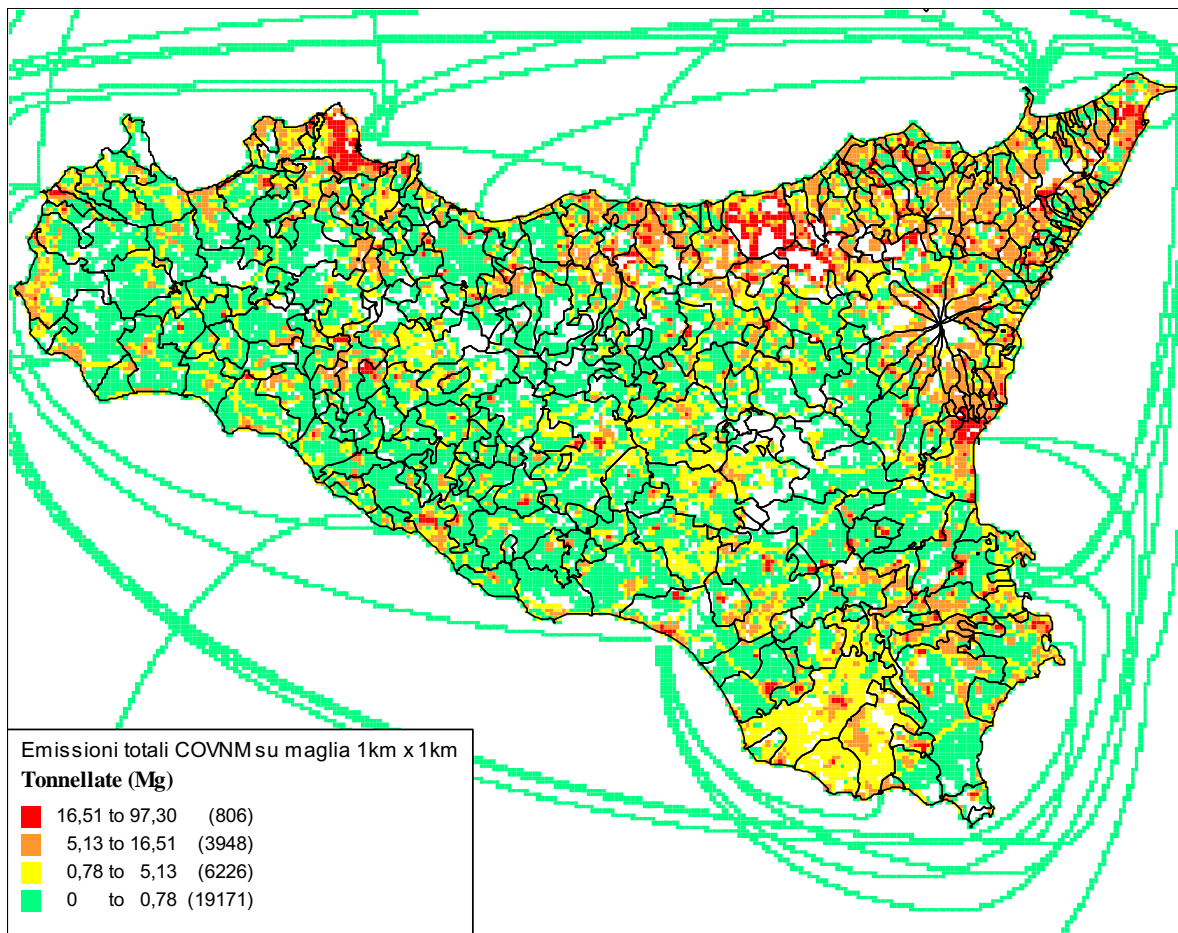 Emissioni totali COVNM su maglia 1km x 1km
Tonnellate (Mg)
16,51 to 97,30 (806)
5,13 to 16,51 (3948)
0,78 to 5,13 (6226)
0 to 0,78 (19171)